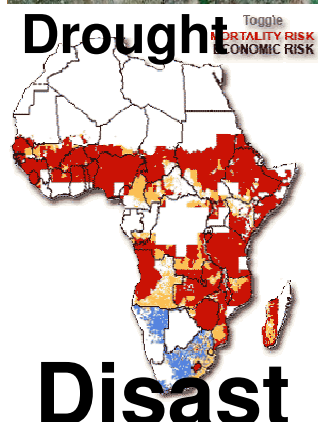 Toggle
Drought
MORTALITY RISK
ECONOMIC RISK
Disast